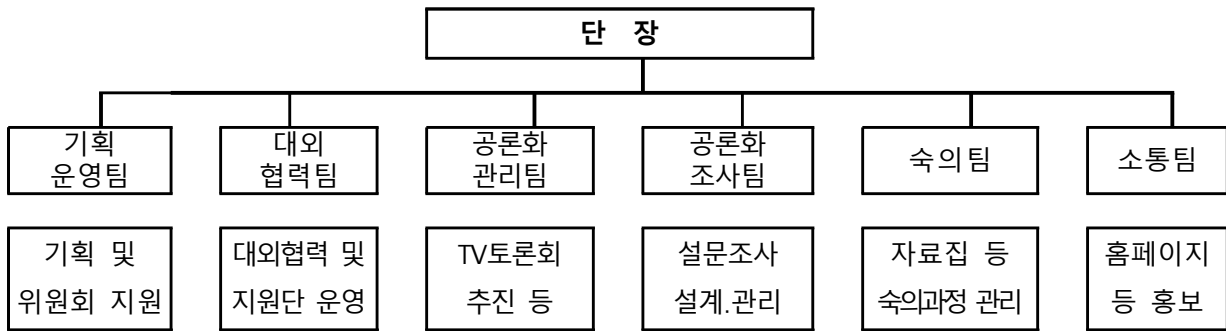 단 장
기획
운영팀
대외
협력팀
공론화
관리팀
공론화
조사팀
숙의팀
소통팀
기획 및
위원회 지원
대외협력 및
지원단 운영
TV토론회
추진 등
설문조사
설계.관리
자료집 등
숙의과정 관리
홈페이지
등 홍보